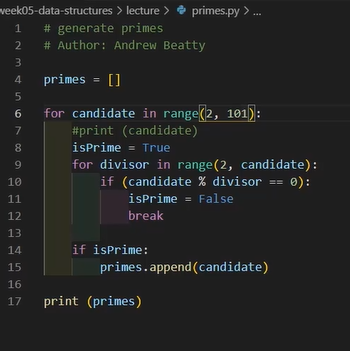 week05-data-structures > lecture > primes.py > ...
1 # generate primes
2 # Author: Andrew Beatty
3
4 primes = []
5
6 for candidate in range(2, 101):
7     #print (candidate)
8     isPrime = True
9     for divisor in range(2, candidate):
10         if (candidate % divisor == 0):
11             isPrime = False
12             break
13
14     if isPrime:
15         primes.append(candidate)
16
17 print (primes)